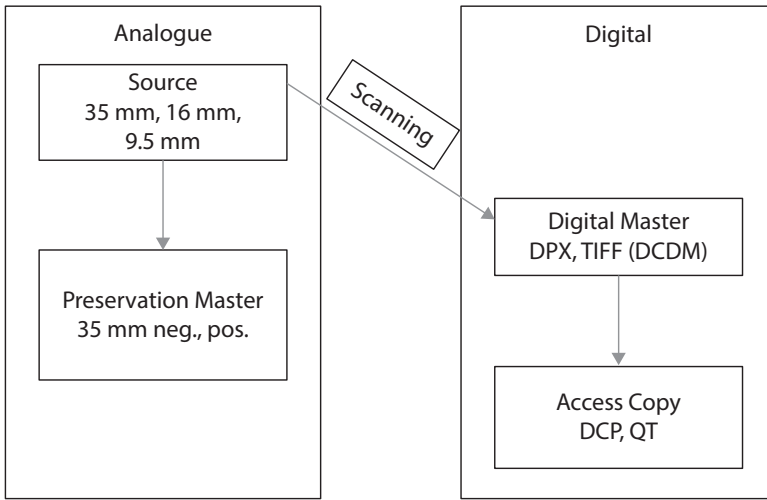 Analogue
Source
35 mm, 16 mm,
9.5 mm
Preservation Master
35 mm neg., pos.
Scanning
Digital
Digital Master
DPX, TIFF (DCDM)
Access Copy
DCP, QT